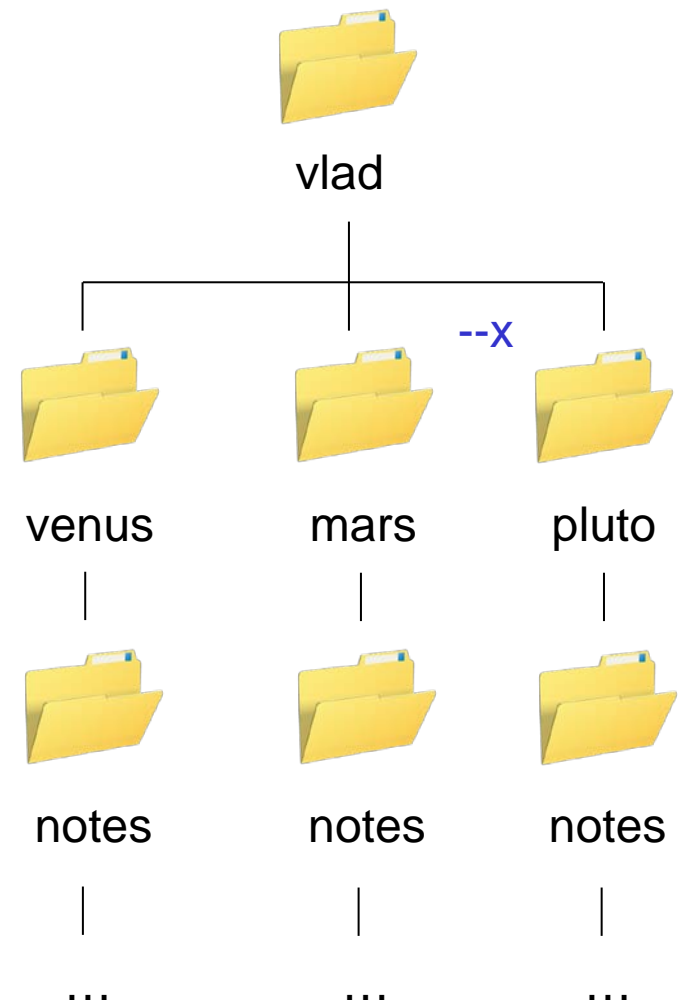 vlad
--x
venus mars pluto
notes notes notes
... ... ...